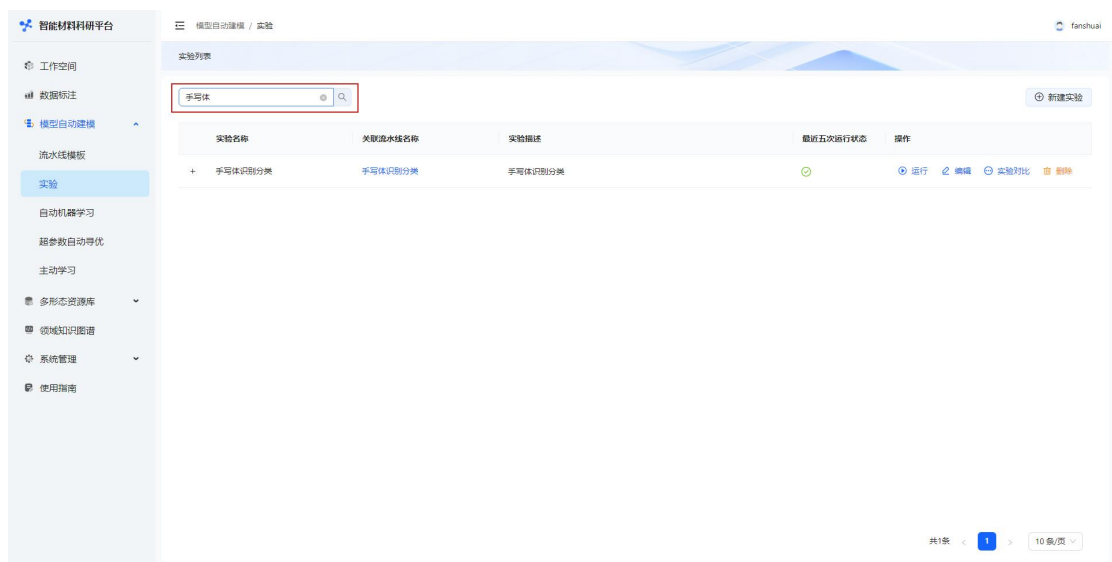 智能材料科研平台
模型自动建模 / 实验
fanshuai
工作空间
数据标注
模型自动建模
流水线模板
实验
自动机器学习
超参数自动寻优
主动学习
多形态资源库
领域知识图谱
系统管理
使用指南
实验列表
手写体
新建实验
实验名称 关联流水线名称 实验描述 最近五次运行状态 操作
+ 手写体识别分类 手写体识别分类 手写体识别分类 运行 编辑 实验对比 删除
共1条 < 1 > 10 条/页